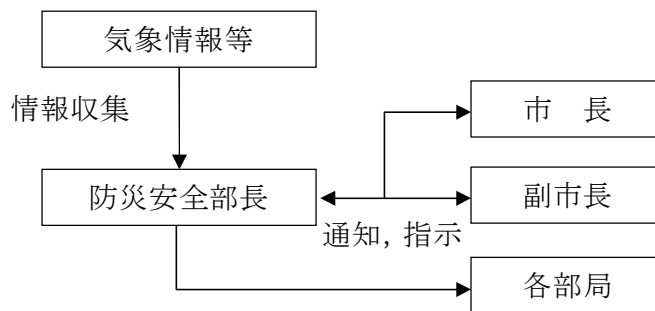 気象情報等
情報収集
市　長
防災安全部長
副市長
通知，指示
各部局